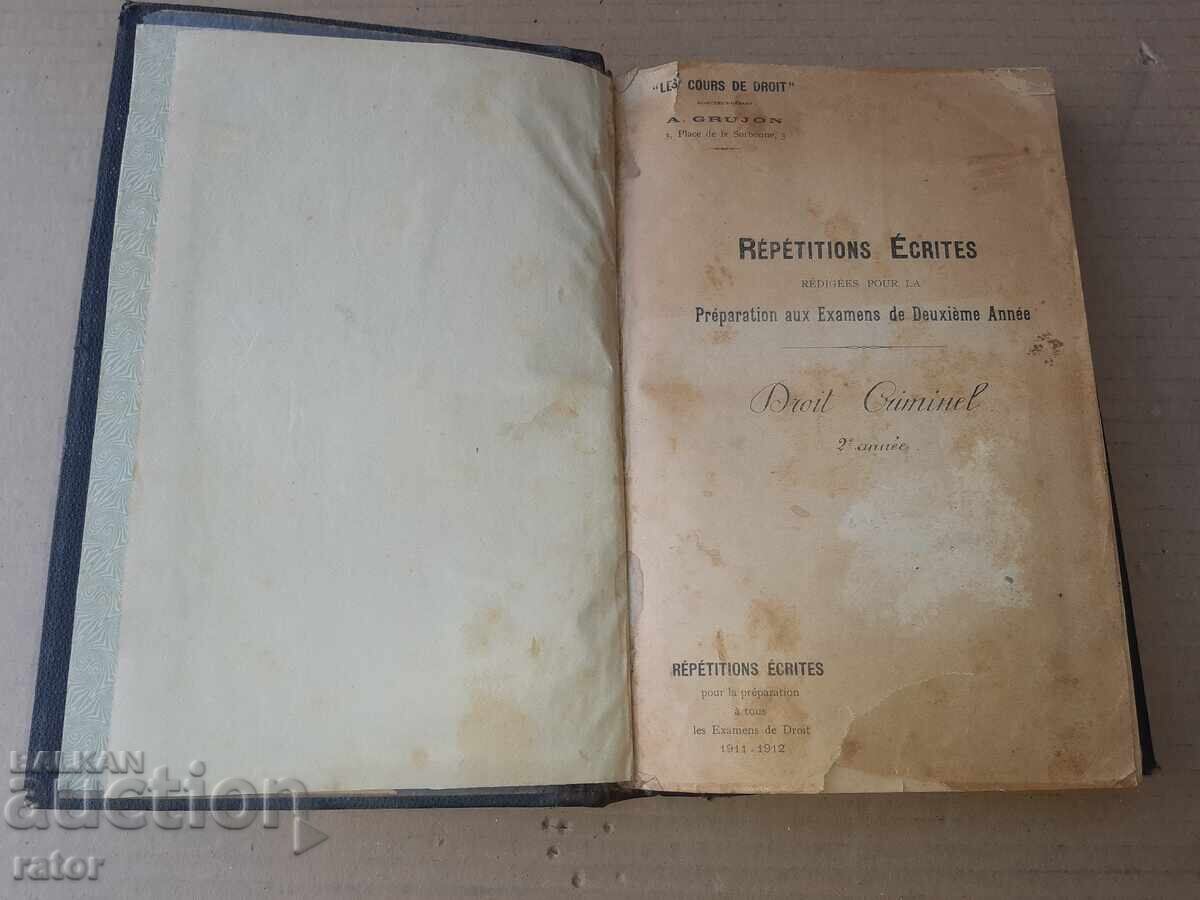 "LES COURS DE DROIT"
A. GRUJON
3, Place de la Sorbonne, 3
RÉPÉTITIONS ÉCRITES
RÉDIGÉES POUR LA
Préparation aux Examens de Deuxième Année
Droit Criminel
2e année
RÉPÉTITIONS ÉCRITES
pour la préparation
à tous
les Examens de Droit
1911-1912
BALKAN
auction
rator